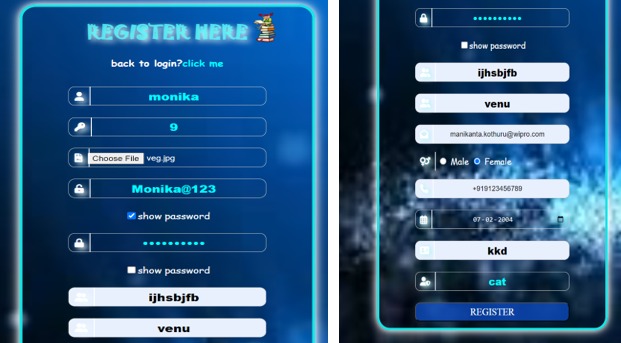 REGISTER HERE
back to login?click me
monika
9
Choose File veg.jpg
Monika@123
show password
••••••••••
show password
ijhsbjfb
venu
••••••••••
show password
ijhsbjfb
venu
manikanta.kothuru@wipro.com
Male Female
+919123456789
07-02-2004
kkd
cat
REGISTER